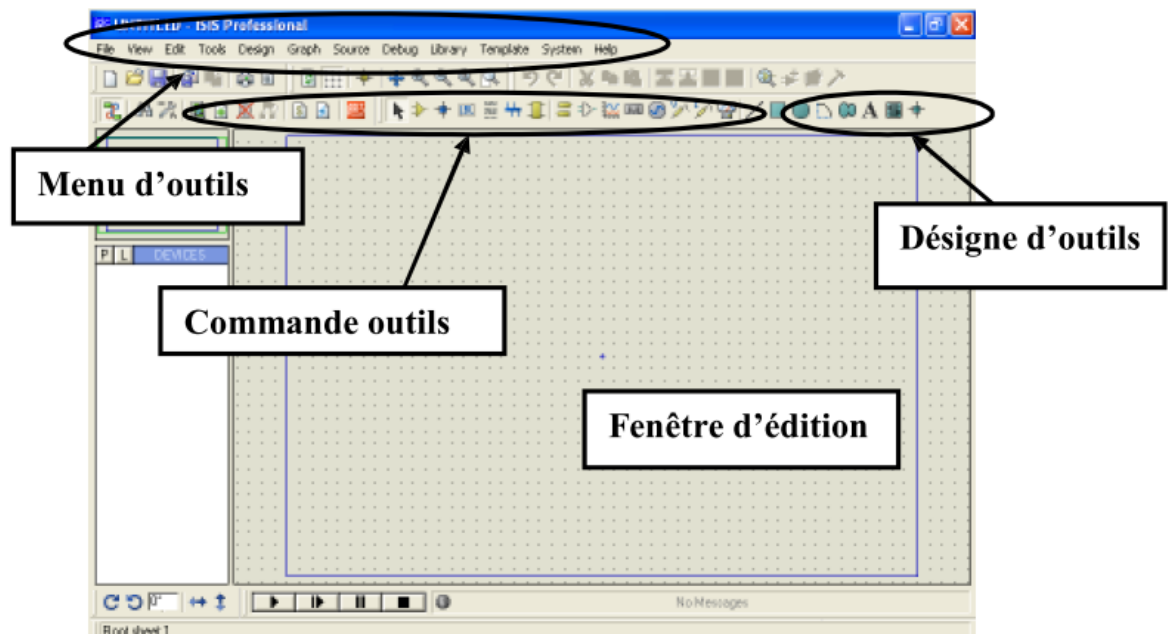 UNTITLED - ISIS Professional
File View Edit Tools Design Graph Source Debug Library Template System Help
Menu d'outils
Désigne d'outils
P L DEVICES
Commande outils
Fenêtre d'édition
No Messages
Root sheet 1